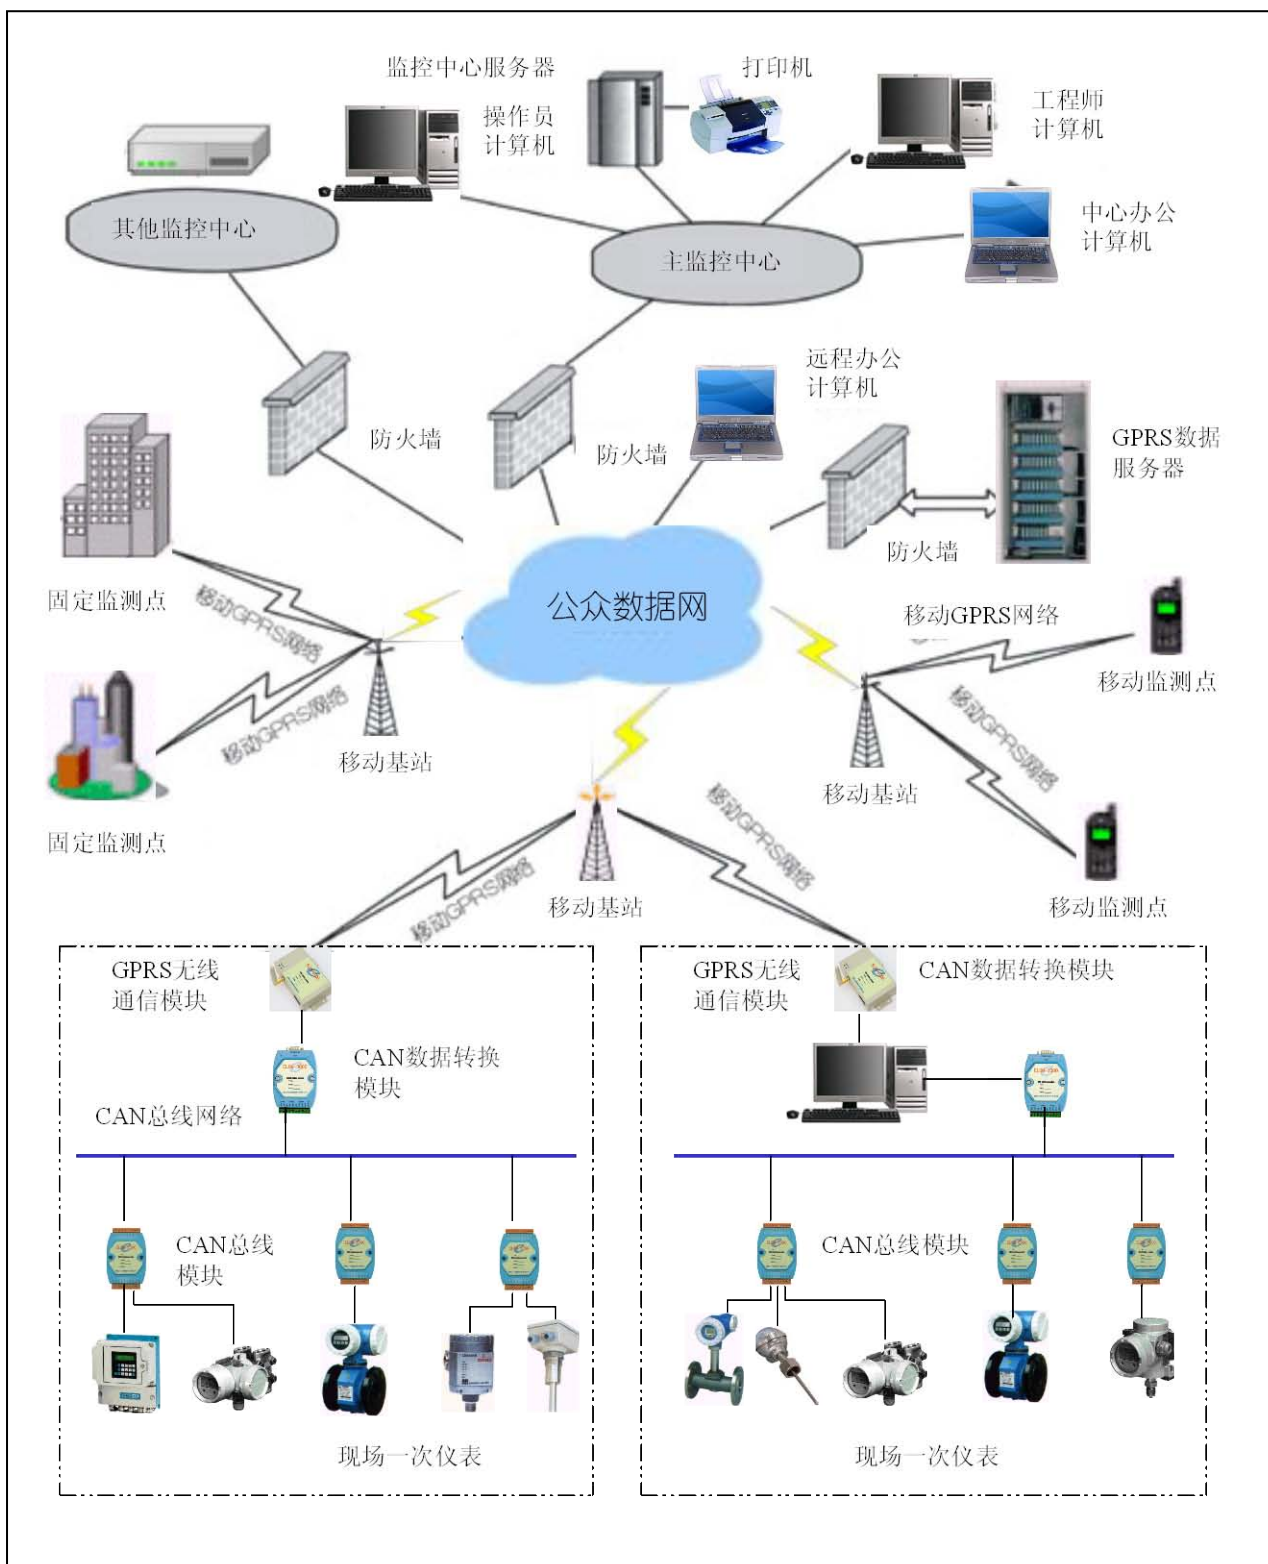 监控中心服务器
打印机
操作员
计算机
工程师
计算机
其他监控中心
主监控中心
中心办公
计算机
远程办公
计算机
防火墙
防火墙
GPRS数据
服务器
防火墙
固定监测点
移动GPRS网络
公众数据网
移动GPRS网络
移动GPRS网络
移动监测点
移动GPRS网络
移动基站
移动基站
固定监测点
移动GPRS网络
移动GPRS网络
移动基站
移动监测点
GPRS无线
通信模块
CAN数据转换
模块
CAN总线网络
CAN总线
模块
现场一次仪表
GPRS无线
通信模块
CAN数据转换模块
CAN总线模块
现场一次仪表